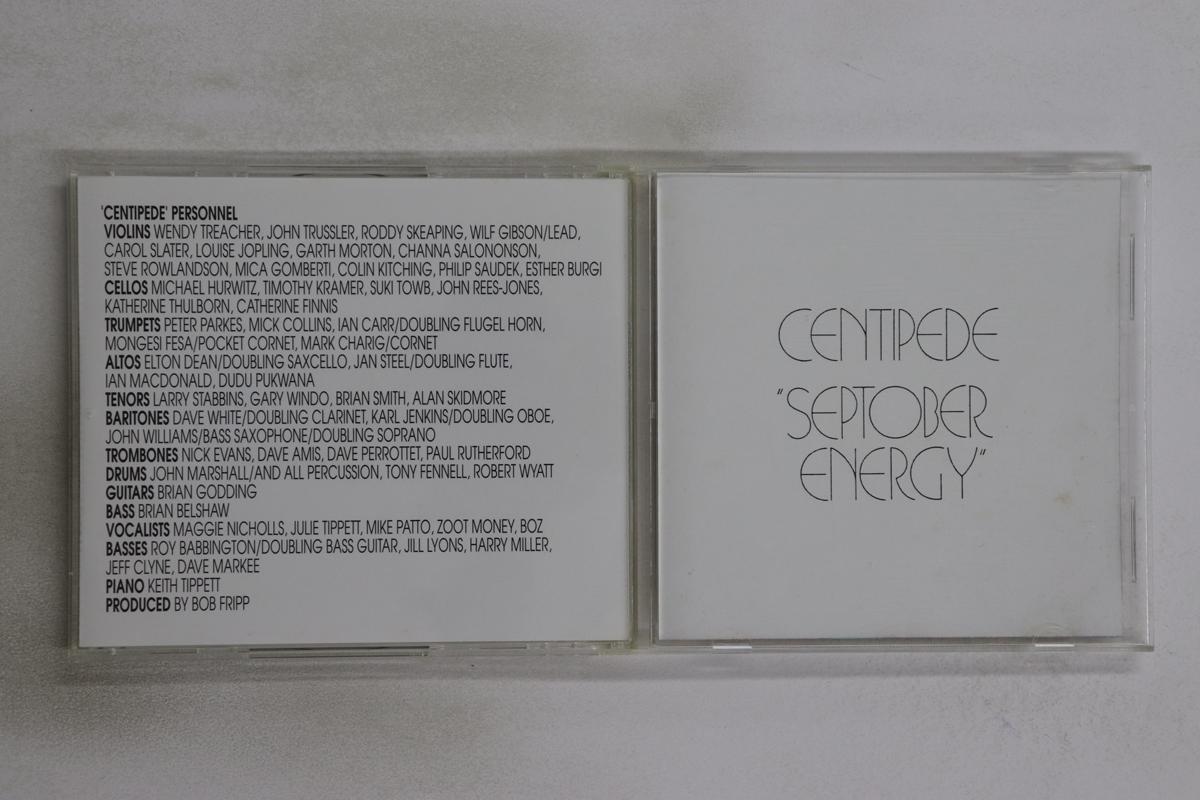 'CENTIPEDE' PERSONNEL
VIOLINS WENDY TREACHER, JOHN TRUSSLER, RODDY SKEAPING, WILF GIBSON/LEAD,
CAROL SLATER, LOUISE JOPLING, GARTH MORTON, CHANNA SALONONSON,
STEVE ROWLANDSON, MICA GOMBERTI, COLIN KITCHING, PHILIP SAUDEK, ESTHER BURGI
CELLOS MICHAEL HURWITZ, TIMOTHY KRAMER, SUKI TOWB, JOHN REES-JONES,
KATHERINE THULBORN, CATHERINE FINNIS
TRUMPETS PETER PARKES, MICK COLLINS, IAN CARR/DOUBLING FLUGEL HORN,
MONGESI FESA/POCKET CORNET, MARK CHARIG/CORNET
ALTOS ELTON DEAN/DOUBLING SAXCELLO, JAN STEEL/DOUBLING FLUTE,
IAN MACDONALD, DUDU PUKWANA
TENORS LARRY STABBINS, GARY WINDO, BRIAN SMITH, ALAN SKIDMORE
BARITONES DAVE WHITE/DOUBLING CLARINET, KARL JENKINS/DOUBLING OBOE,
JOHN WILLIAMS/BASS SAXOPHONE/DOUBLING SOPRANO
TROMBONES NICK EVANS, DAVE AMIS, DAVE PERROTTET, PAUL RUTHERFORD
DRUMS JOHN MARSHALL/AND ALL PERCUSSION, TONY FENNELL, ROBERT WYATT
GUITARS BRIAN GODDING
BASS BRIAN BELSHAW
VOCALISTS MAGGIE NICHOLLS, JULIE TIPPETT, MIKE PATTO, ZOOT MONEY, BOZ
BASSES ROY BABBINGTON/DOUBLING BASS GUITAR, JILL LYONS, HARRY MILLER,
JEFF CLYNE, DAVE MARKEE
PIANO KEITH TIPPETT
PRODUCED BY BOB FRIPP
CENTIPEDE
"SEPTOBER
ENERGY"